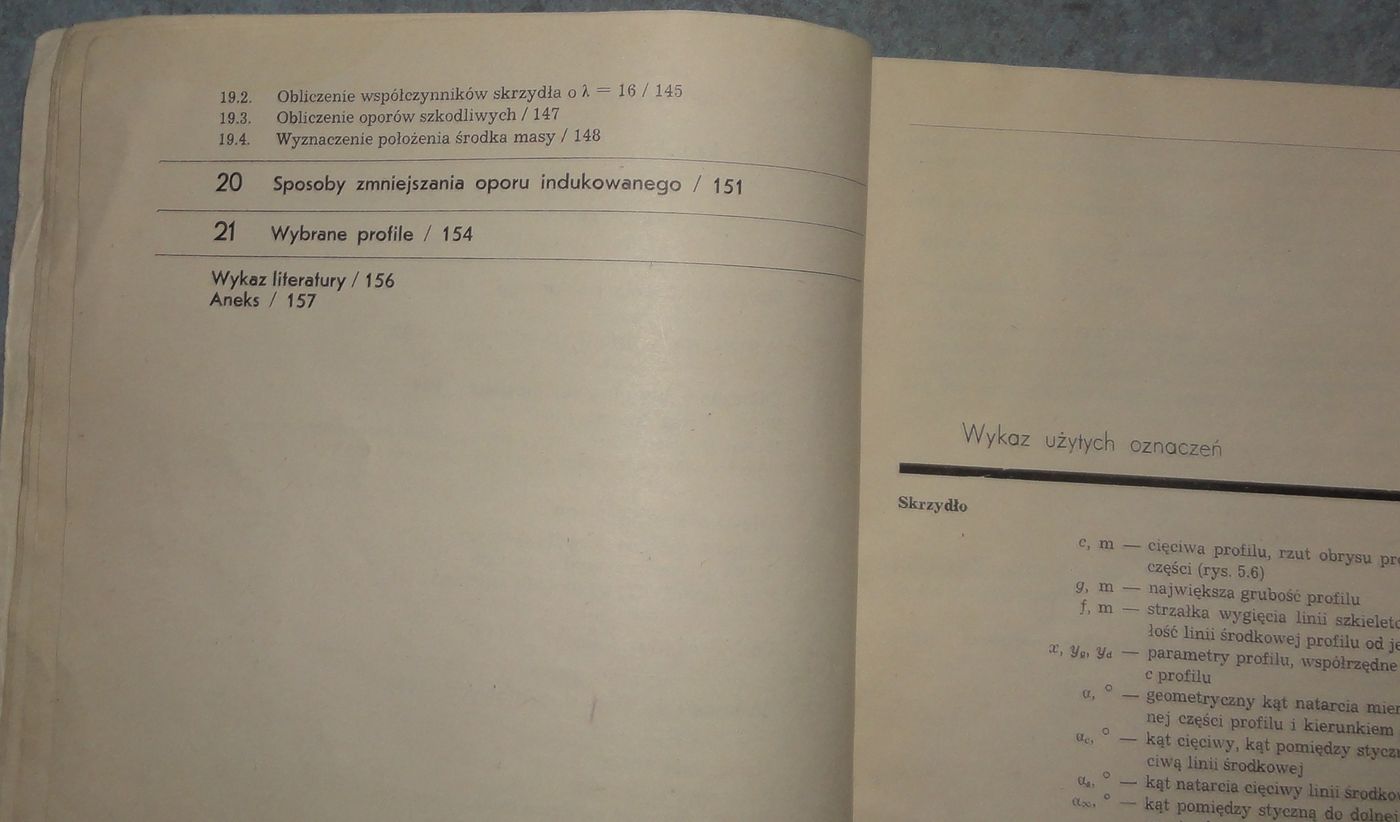 19.2. Obliczenie współczynników skrzydła o λ = 16 / 145
19.3. Obliczenie oporów szkodliwych / 147
19.4. Wyznaczenie położenia środka masy / 148
20 Sposoby zmniejszania oporu indukowanego / 151
21 Wybrane profile / 154
Wykaz literatury / 156
Aneks / 157
Wykaz użytych oznaczeń
Skrzydło
c, m — cięciwa profilu, rzut obrysu
części (rys. 5.6)
g, m — największa grubość profilu
f, m — strzałka wygięcia linii
łość linii środkowej profilu od
x, yg, yd — parametry profilu, współrzędne
c profilu
α, ° — geometryczny kąt natarcia
nej części profilu i kierunkiem
αc, ° — kąt cięciwy, kąt pomiędzy
ciwą linii środkowej
αa, ° — kąt natarcia cięciwy linii
α∞, ° — kąt pomiędzy styczną do dolnej